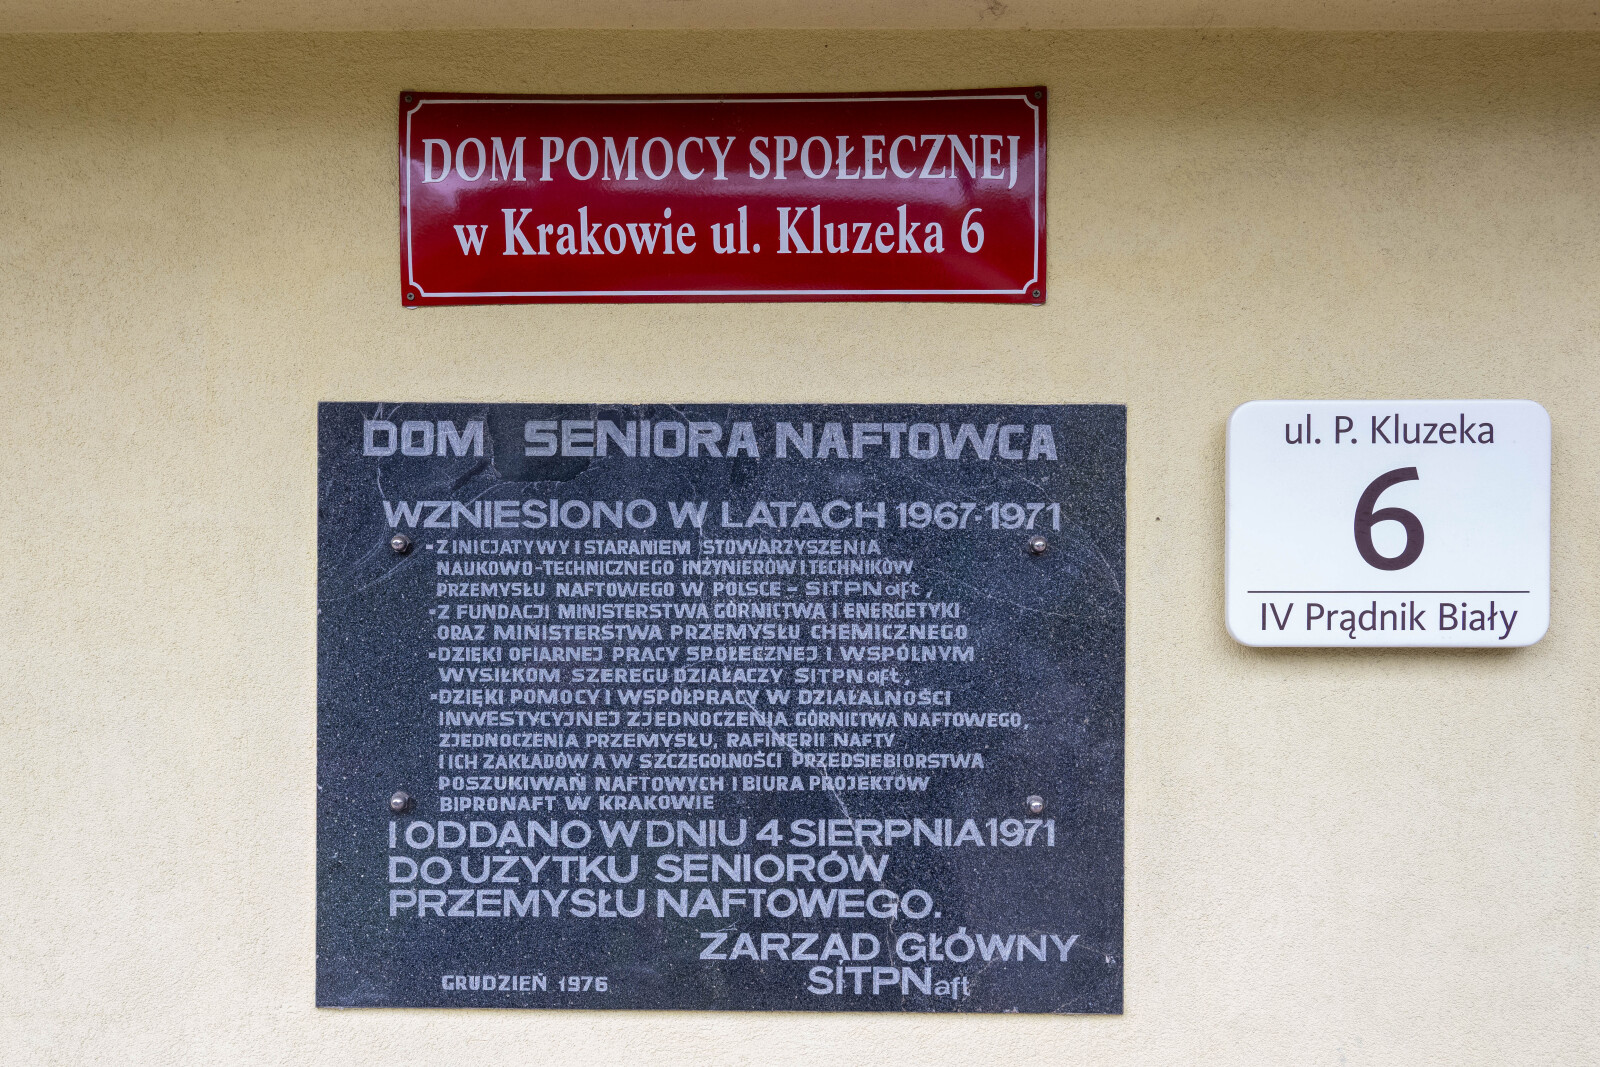 DOM POMOCY SPOŁECZNEJ
w Krakowie ul. Kluzeka 6
DOM SENIORA NAFTOWCA
WZNIESIONO W LATACH 1967-1971
- Z INICJATYWY I STARANIEM STOWARZYSZENIA
NAUKOWO-TECHNICZNEGO INŻYNIERÓW I TECHNIKÓW
PRZEMYSŁU NAFTOWEGO W POLSCE - SITPNaft,
- Z FUNDACJI MINISTERSTWA GÓRNICTWA I ENERGETYKI
ORAZ MINISTERSTWA PRZEMYSŁU CHEMICZNEGO
- DZIĘKI OFIARNEJ PRACY SPOŁECZNEJ I WSPÓLNYM
WYSIŁKOM SZEREGU DZIAŁACZY SITPNaft,
- DZIĘKI POMOCY I WSPÓŁPRACY W DZIAŁALNOŚCI
INWESTYCYJNEJ ZJEDNOCZENIA GÓRNICTWA NAFTOWEGO,
ZJEDNOCZENIA PRZEMYSŁU, RAFINERII NAFTY
I ICH ZAKŁADÓW A W SZCZEGÓLNOŚCI PRZEDSIEBIORSTWA
POSZUKIWAŃ NAFTOWYCH I BIURA PROJEKTÓW
BIPRONAFT W KRAKOWIE
I ODDANO W DNIU 4 SIERPNIA 1971
DO UŻYTKU SENIORÓW
PRZEMYSŁU NAFTOWEGO.
ZARZĄD GŁÓWNY
SITPNaft
GRUDZIEŃ 1976
ul. P. Kluzeka
6
IV Prądnik Biały